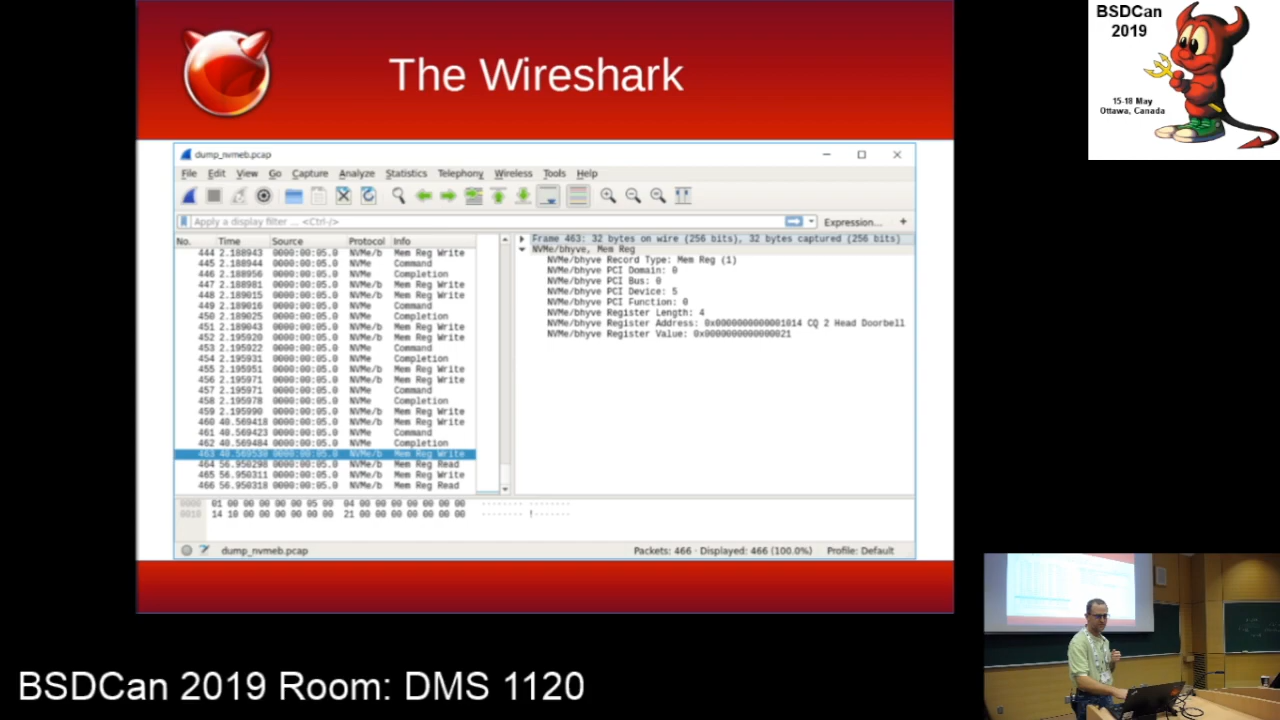 The Wireshark
BSDCan
2019
15-18 May
Ottawa, Canada
dump_nvmeb.pcap
File Edit View Go Capture Analyze Statistics Telephony Wireless Tools Help
Apply a display filter ... <Ctrl-/> Expression... +
No. Time Source Protocol Info
444 2.188943 0000:00:05.0 NVMe/b Mem Reg Write
445 2.188944 0000:00:05.0 NVMe Command
446 2.188956 0000:00:05.0 NVMe Completion
447 2.188981 0000:00:05.0 NVMe/b Mem Reg Write
448 2.189015 0000:00:05.0 NVMe/b Mem Reg Write
449 2.189016 0000:00:05.0 NVMe Command
450 2.189025 0000:00:05.0 NVMe Completion
451 2.189043 0000:00:05.0 NVMe/b Mem Reg Write
452 2.195920 0000:00:05.0 NVMe/b Mem Reg Write
453 2.195922 0000:00:05.0 NVMe Command
454 2.195931 0000:00:05.0 NVMe Completion
455 2.195951 0000:00:05.0 NVMe/b Mem Reg Write
456 2.195971 0000:00:05.0 NVMe/b Mem Reg Write
457 2.195971 0000:00:05.0 NVMe Command
458 2.195978 0000:00:05.0 NVMe Completion
459 2.195990 0000:00:05.0 NVMe/b Mem Reg Write
460 40.569418 0000:00:05.0 NVMe/b Mem Reg Write
461 40.569423 0000:00:05.0 NVMe Command
462 40.569484 0000:00:05.0 NVMe Completion
463 40.569530 0000:00:05.0 NVMe/b Mem Reg Write
464 56.950298 0000:00:05.0 NVMe/b Mem Reg Read
465 56.950311 0000:00:05.0 NVMe/b Mem Reg Write
466 56.950318 0000:00:05.0 NVMe/b Mem Reg Read
Frame 463: 32 bytes on wire (256 bits), 32 bytes captured (256 bits)
NVMe/bhyve, Mem Reg
NVMe/bhyve Record Type: Mem Reg (1)
NVMe/bhyve PCI Domain: 0
NVMe/bhyve PCI Bus: 0
NVMe/bhyve PCI Device: 5
NVMe/bhyve PCI Function: 0
NVMe/bhyve Register Length: 4
NVMe/bhyve Register Address: 0x0000000000001014 CQ 2 Head Doorbell
NVMe/bhyve Register Value: 0x0000000000000021
0000 01 00 00 00 00 00 05 00 04 00 00 00 00 00 00 00 ········ ········
0010 14 10 00 00 00 00 00 00 21 00 00 00 00 00 00 00 ········ !·······
dump_nvmeb.pcap Packets: 466 · Displayed: 466 (100.0%) Profile: Default
BSDCan 2019 Room: DMS 1120